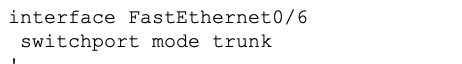 interface FastEthernet0/6
 switchport mode trunk
!